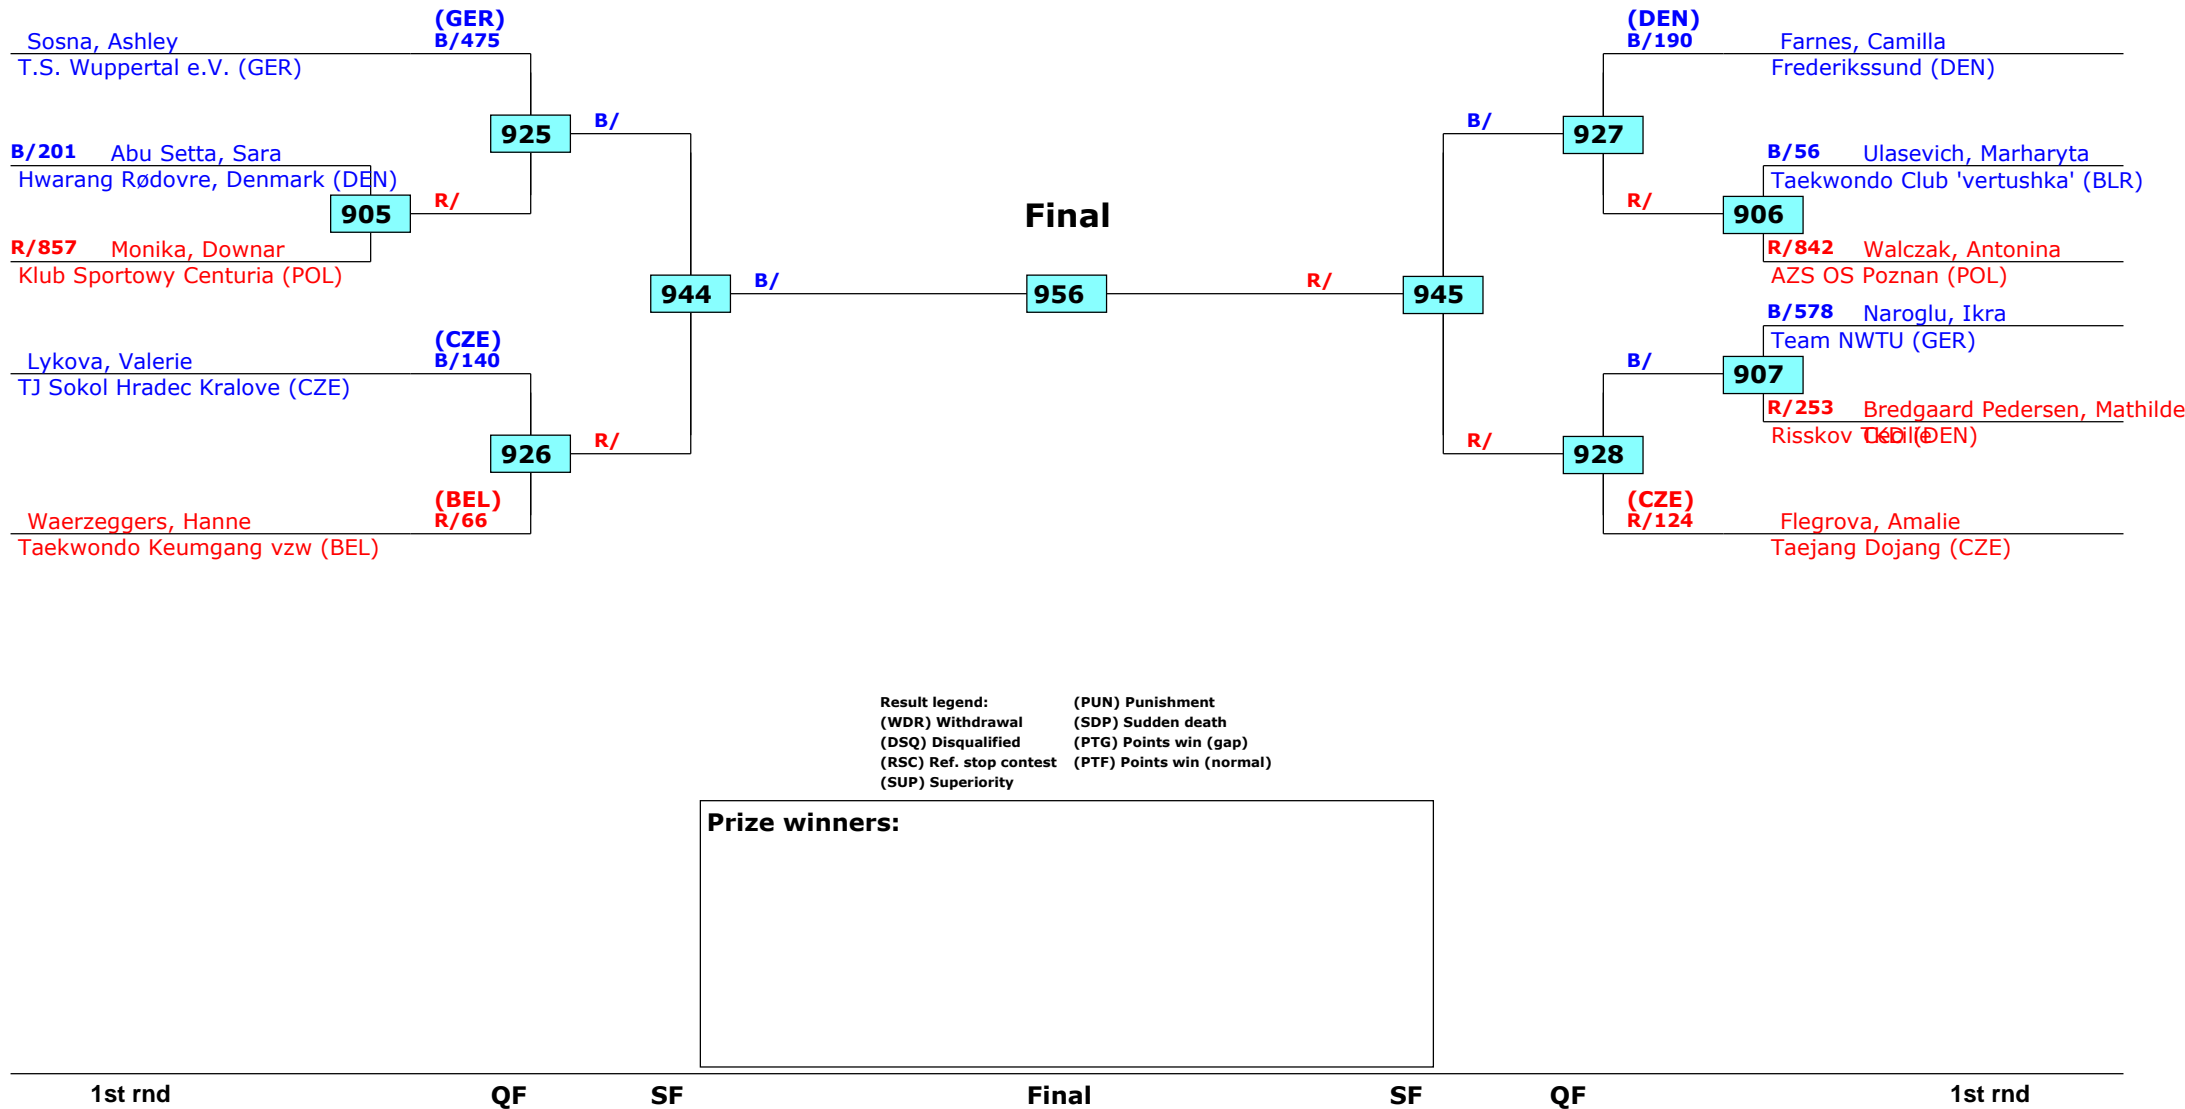 (GER)
Sosna, Ashley B/475
T.S. Wuppertal e.V. (GER)
925 B/
B/201 Abu Setta, Sara
Hwarang Rødovre, Denmark (DEN)
905 R/
R/857 Monika, Downar
Klub Sportowy Centuria (POL)
944 B/
(CZE)
Lykova, Valerie B/140
TJ Sokol Hradec Kralove (CZE)
926 R/
(BEL)
Waerzeggers, Hanne R/66
Taekwondo Keumgang vzw (BEL)
Final
956
(DEN)
B/190 Farnes, Camilla
Frederikssund (DEN)
B/ 927
B/56 Ulasevich, Marharyta
Taekwondo Club 'vertushka' (BLR)
R/ 906
R/842 Walczak, Antonina
AZS OS Poznan (POL)
R/ 945
B/578 Naroglu, Ikra
Team NWTU (GER)
B/ 907
R/253 Bredgaard Pedersen, Mathilde
Cecilie
Risskov TKD (DEN)
R/ 928
(CZE)
R/124 Flegrova, Amalie
Taejang Dojang (CZE)
Result legend: (PUN) Punishment
(WDR) Withdrawal (SDP) Sudden death
(DSQ) Disqualified (PTG) Points win (gap)
(RSC) Ref. stop contest (PTF) Points win (normal)
(SUP) Superiority
Prize winners:
1st rnd QF SF Final SF QF 1st rnd